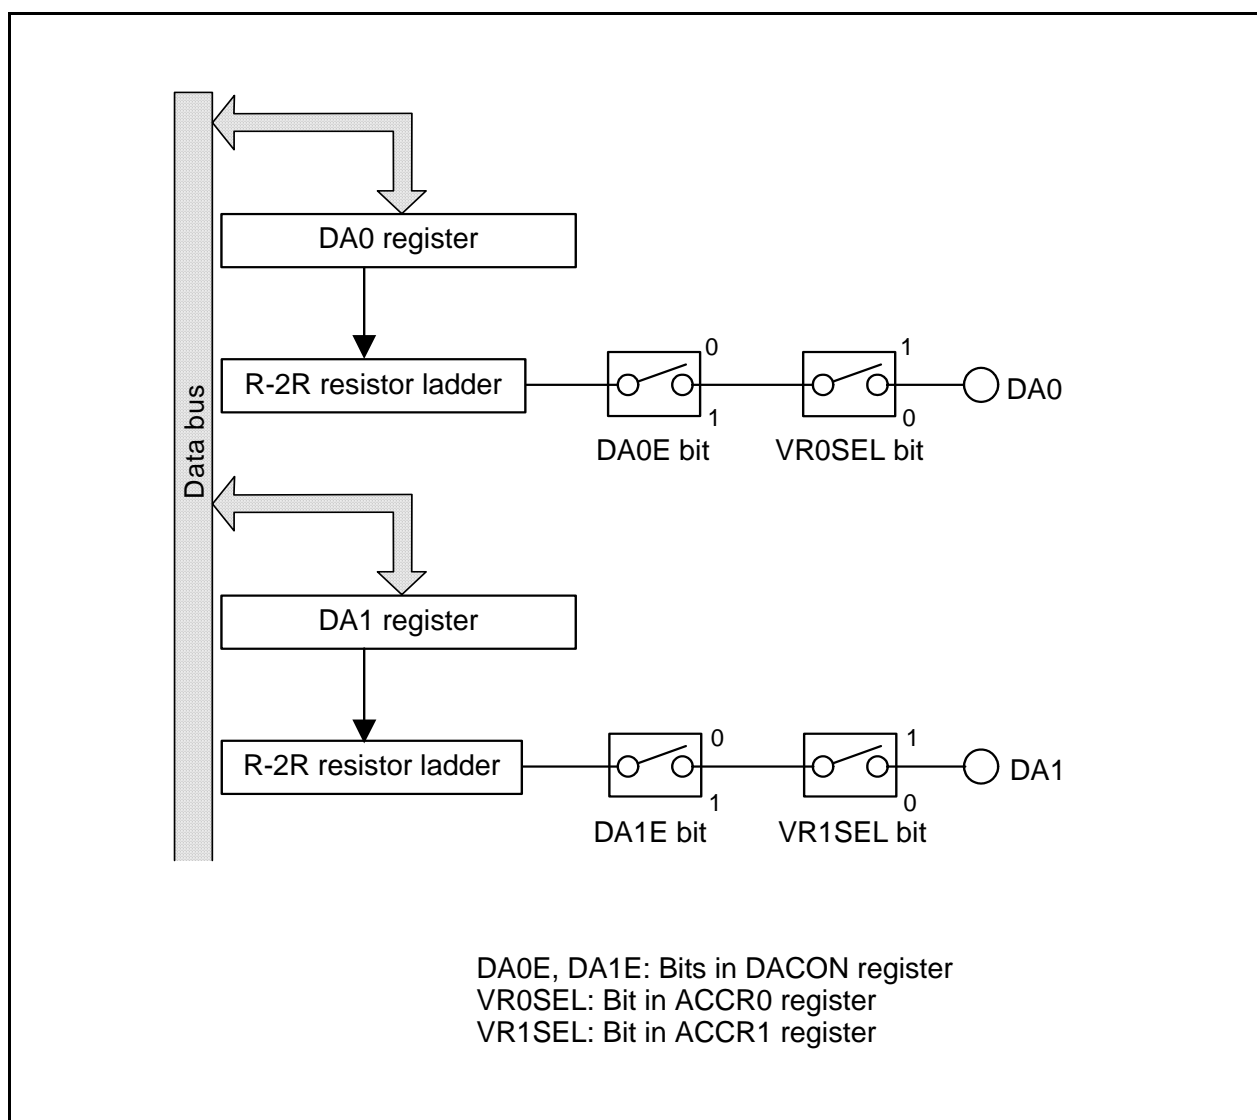 Data bus
DA0 register
R-2R resistor ladder
0
1
DA0E bit
1
0
VR0SEL bit
DA0
DA1 register
R-2R resistor ladder
0
1
DA1E bit
1
0
VR1SEL bit
DA1
DA0E, DA1E: Bits in DACON register
VR0SEL: Bit in ACCR0 register
VR1SEL: Bit in ACCR1 register